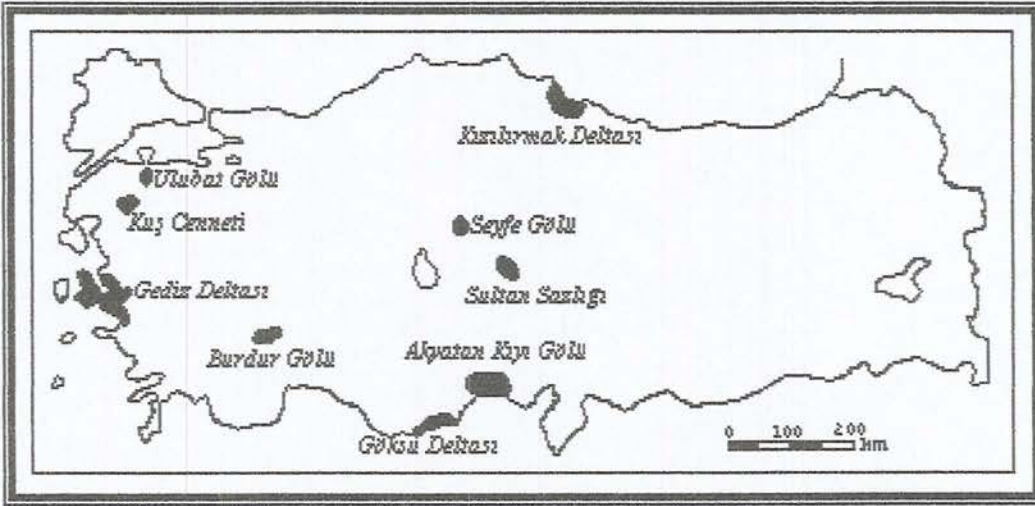 Kızılırmak Deltası
Ulubat Gölü
Kuş Cenneti
Seyfe Gölü
Gediz Deltası
Sultan Sazlığı
Burdur Gölü
Akyatan Kıyı Gölü
Göksu Deltası
0 100 200
km